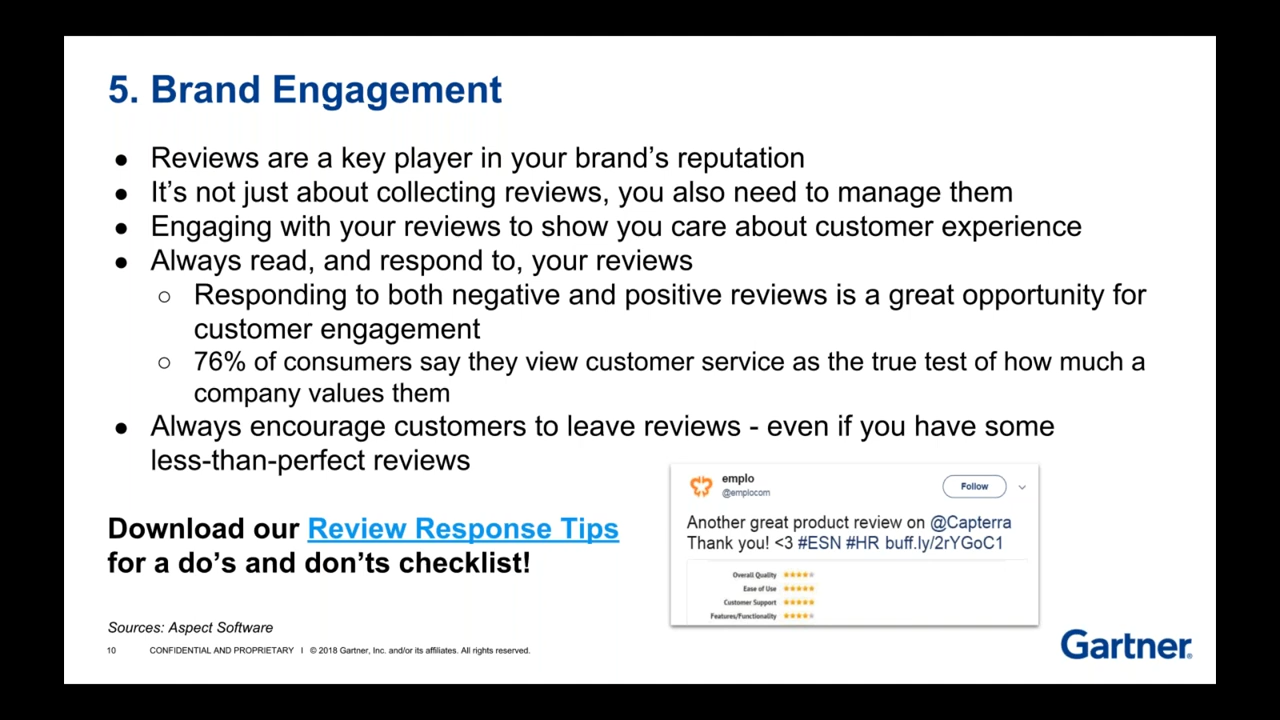 5. Brand Engagement
● Reviews are a key player in your brand’s reputation
● It’s not just about collecting reviews, you also need to manage them
● Engaging with your reviews to show you care about customer experience
● Always read, and respond to, your reviews
○ Responding to both negative and positive reviews is a great opportunity for
customer engagement
○ 76% of consumers say they view customer service as the true test of how much a
company values them
● Always encourage customers to leave reviews - even if you have some
less-than-perfect reviews
Download our Review Response Tips
for a do’s and don’ts checklist!
emplo
@emplocom
Follow
Another great product review on @Capterra
Thank you! <3 #ESN #HR buff.ly/2rYGoC1
Overall Quality
Ease of Use
Customer Support
Features/Functionality
Sources: Aspect Software
10 CONFIDENTIAL AND PROPRIETARY I © 2018 Gartner, Inc. and/or its affiliates. All rights reserved.
Gartner®